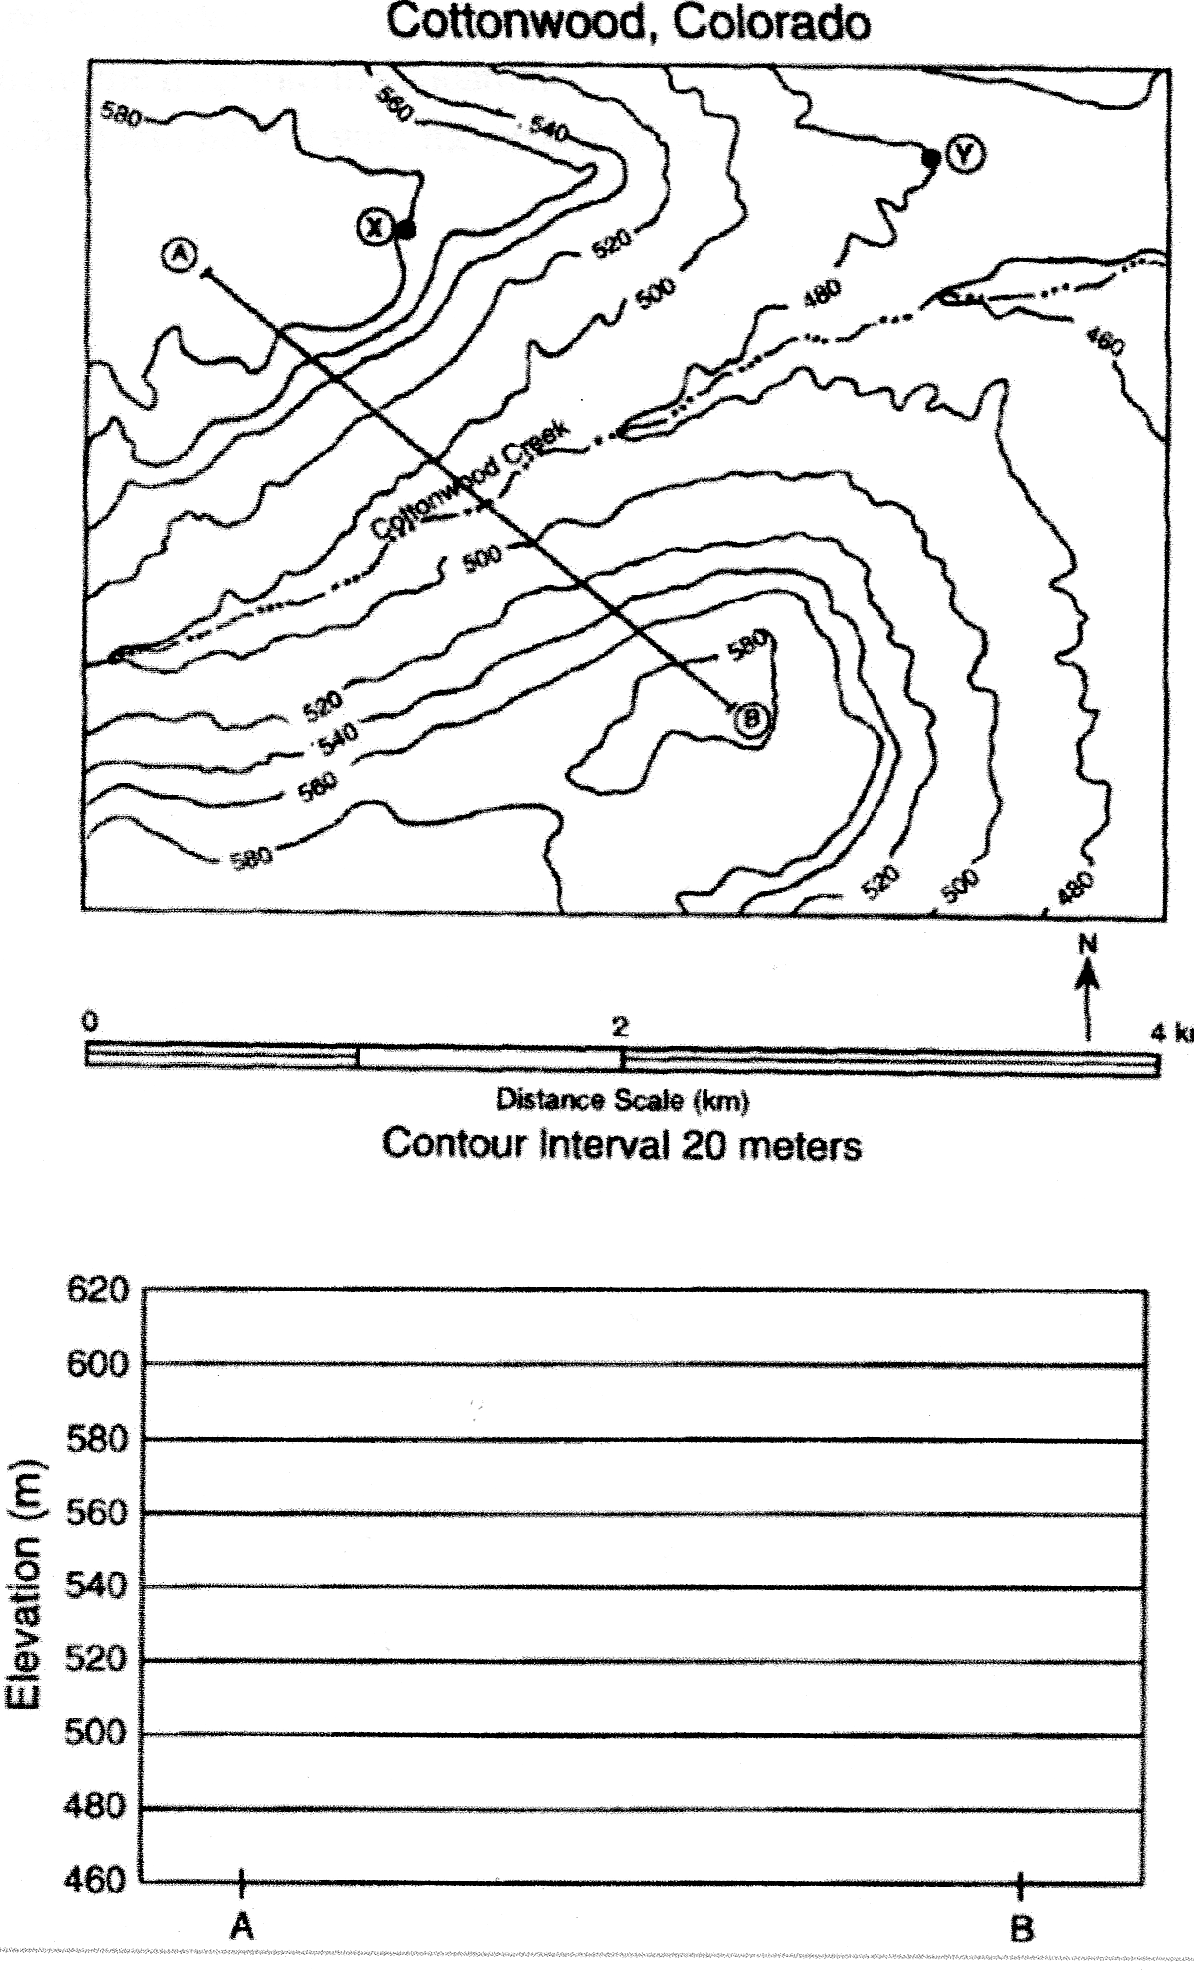 Cottonwood, Colorado
580
560
540
Y
X
A
520
500
480
460
Cottonwood Creek
500
580
B
520
540
560
580
520
500
480
N
0
2
4 k
Distance Scale (km)
Contour Interval 20 meters
620
600
580
560
540
520
500
480
460
Elevation (m)
A
B